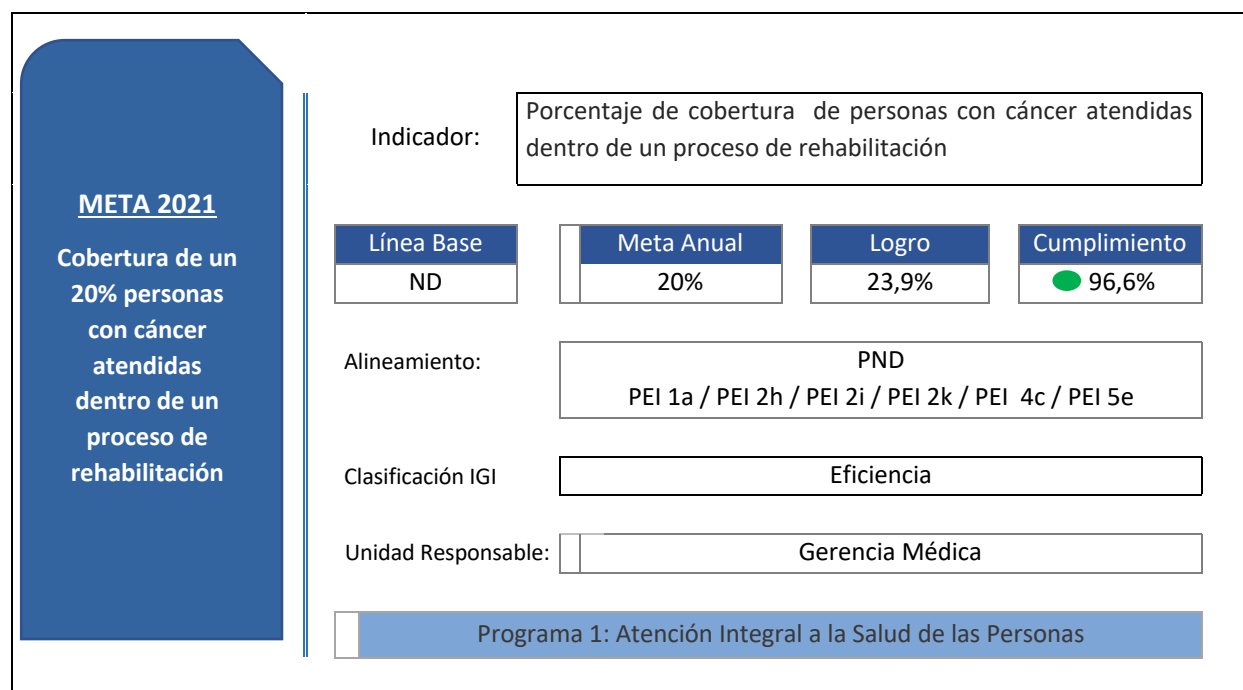 META 2021
Cobertura de un
20% personas
con cáncer
atendidas
dentro de un
proceso de
rehabilitación
Indicador:
Porcentaje de cobertura de personas con cáncer atendidas
dentro de un proceso de rehabilitación
Línea Base
ND
Meta Anual
20%
Logro
23,9%
Cumplimiento
96,6%
Alineamiento:
PND
PEI 1a / PEI 2h / PEI 2i / PEI 2k / PEI 4c / PEI 5e
Clasificación IGI
Eficiencia
Unidad Responsable:
Gerencia Médica
Programa 1: Atención Integral a la Salud de las Personas